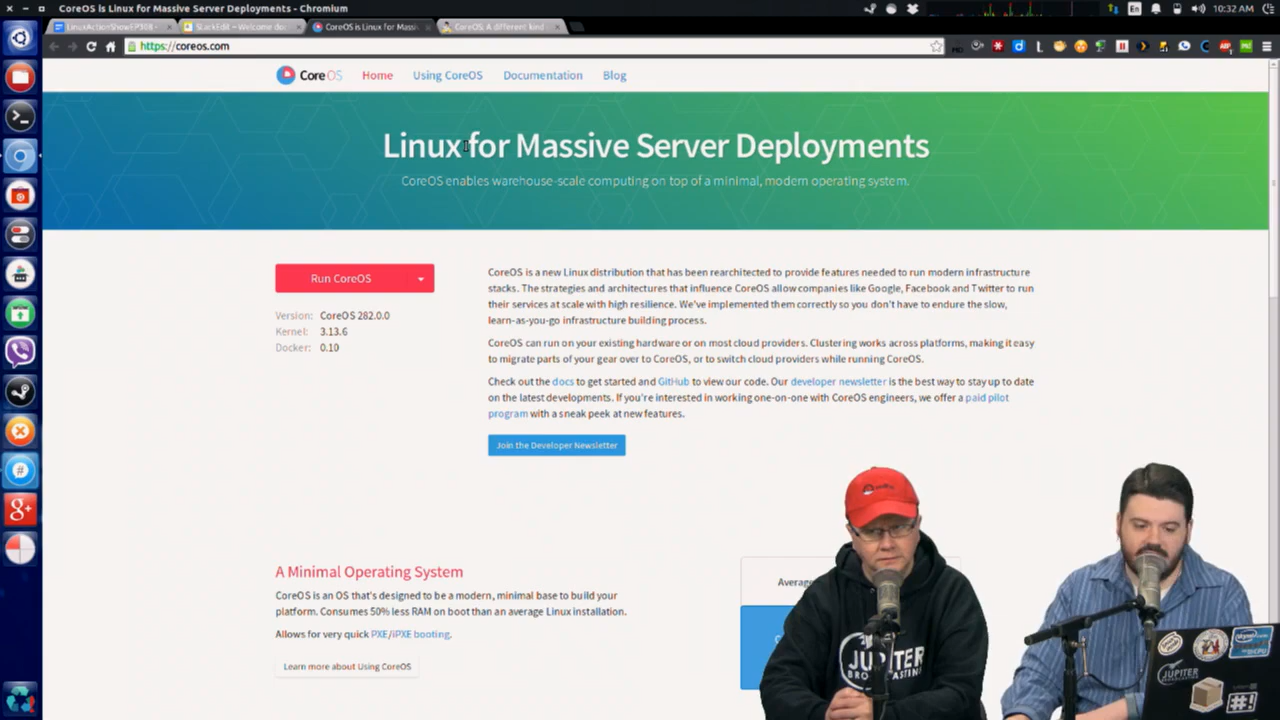 CoreOS is Linux for Massive Server Deployments - Chromium
En
10:32 AM
LinuxActionShowEP308 -
StackEdit – Welcome doc
CoreOS is Linux for Massi
CoreOS: A different kind
https://coreos.com
CoreOS
Home
Using CoreOS
Documentation
Blog
Linux for Massive Server Deployments
CoreOS enables warehouse-scale computing on top of a minimal, modern operating system.
Run CoreOS
Version: CoreOS 282.0.0
Kernel: 3.13.6
Docker: 0.10
CoreOS is a new Linux distribution that has been rearchitected to provide features needed to run modern infrastructure
stacks. The strategies and architectures that influence CoreOS allow companies like Google, Facebook and Twitter to run
their services at scale with high resilience. We've implemented them correctly so you don't have to endure the slow,
learn-as-you-go infrastructure building process.
CoreOS can run on your existing hardware or on most cloud providers. Clustering works across platforms, making it easy
to migrate parts of your gear over to CoreOS, or to switch cloud providers while running CoreOS.
Check out the docs to get started and GitHub to view our code. Our developer newsletter is the best way to stay up to date
on the latest developments. If you're interested in working one-on-one with CoreOS engineers, we offer a paid pilot
program with a sneak peek at new features.
Join the Developer Newsletter
A Minimal Operating System
CoreOS is an OS that's designed to be a modern, minimal base to build your
platform. Consumes 50% less RAM on boot than an average Linux installation.
Allows for very quick PXE/iPXE booting.
Learn more about Using CoreOS
JUPITER
BROADCASTING
JUPITER
#!